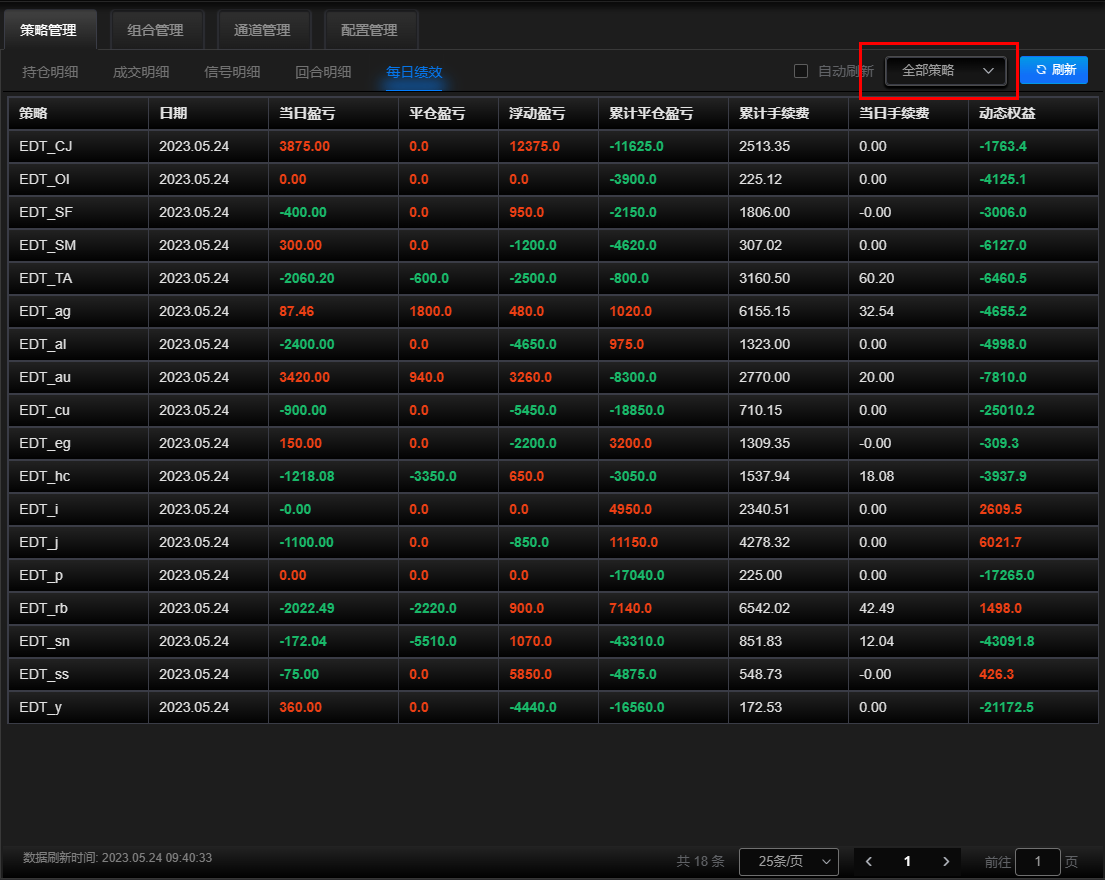 策略管理 组合管理 通道管理 配置管理
持仓明细 成交明细 信号明细 回合明细 每日绩效 自动刷新 全部策略 刷新
策略 日期 当日盈亏 平仓盈亏 浮动盈亏 累计平仓盈亏 累计手续费 当日手续费 动态权益
EDT_CJ 2023.05.24 3875.00 0.0 12375.0 -11625.0 2513.35 0.00 -1763.4
EDT_OI 2023.05.24 0.00 0.0 0.0 -3900.0 225.12 0.00 -4125.1
EDT_SF 2023.05.24 -400.00 0.0 950.0 -2150.0 1806.00 -0.00 -3006.0
EDT_SM 2023.05.24 300.00 0.0 -1200.0 -4620.0 307.02 0.00 -6127.0
EDT_TA 2023.05.24 -2060.20 -600.0 -2500.0 -800.0 3160.50 60.20 -6460.5
EDT_ag 2023.05.24 87.46 1800.0 480.0 1020.0 6155.15 32.54 -4655.2
EDT_al 2023.05.24 -2400.00 0.0 -4650.0 975.0 1323.00 0.00 -4998.0
EDT_au 2023.05.24 3420.00 940.0 3260.0 -8300.0 2770.00 20.00 -7810.0
EDT_cu 2023.05.24 -900.00 0.0 -5450.0 -18850.0 710.15 0.00 -25010.2
EDT_eg 2023.05.24 150.00 0.0 -2200.0 3200.0 1309.35 -0.00 -309.3
EDT_hc 2023.05.24 -1218.08 -3350.0 650.0 -3050.0 1537.94 18.08 -3937.9
EDT_i 2023.05.24 -0.00 0.0 0.0 4950.0 2340.51 0.00 2609.5
EDT_j 2023.05.24 -1100.00 0.0 -850.0 11150.0 4278.32 0.00 6021.7
EDT_p 2023.05.24 0.00 0.0 0.0 -17040.0 225.00 0.00 -17265.0
EDT_rb 2023.05.24 -2022.49 -2220.0 900.0 7140.0 6542.02 42.49 1498.0
EDT_sn 2023.05.24 -172.04 -5510.0 1070.0 -43310.0 851.83 12.04 -43091.8
EDT_ss 2023.05.24 -75.00 0.0 5850.0 -4875.0 548.73 -0.00 426.3
EDT_y 2023.05.24 360.00 0.0 -4440.0 -16560.0 172.53 0.00 -21172.5
数据刷新时间: 2023.05.24 09:40:33 共 18 条 25条/页 1 前往 1 页